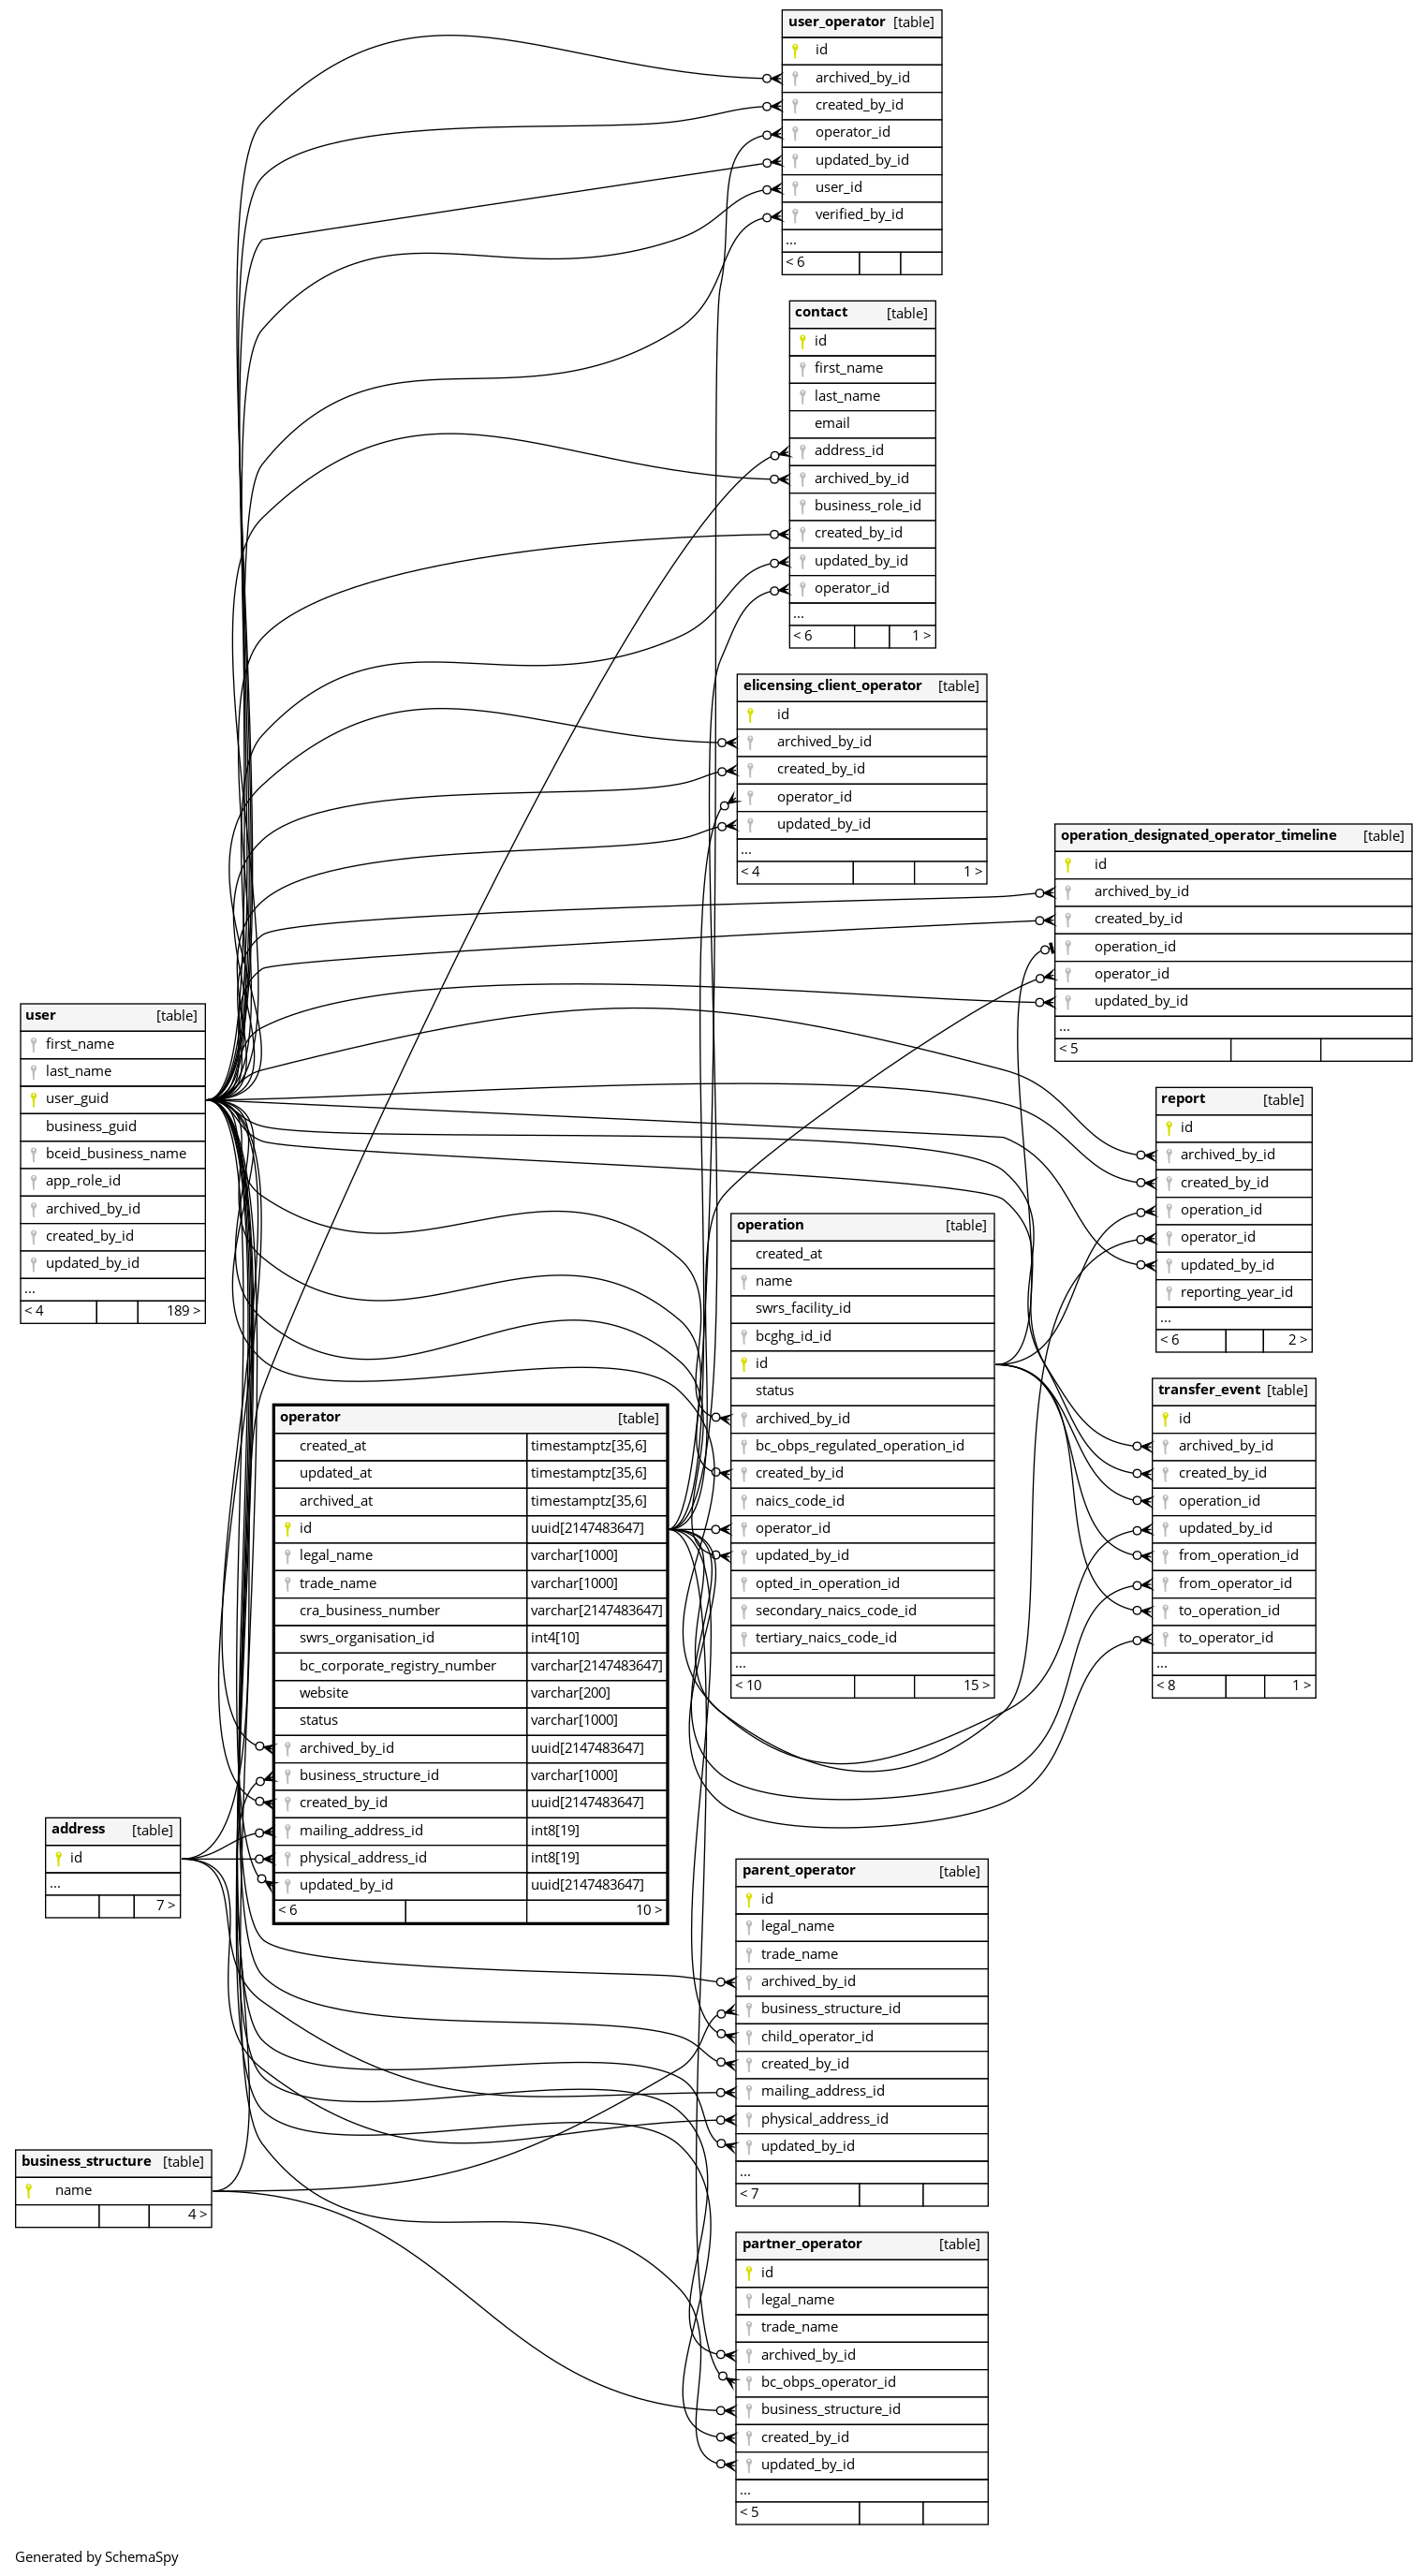 user_operator [table]
id
archived_by_id
created_by_id
operator_id
updated_by_id
user_id
verified_by_id
...
< 6
contact [table]
id
first_name
last_name
email
address_id
archived_by_id
business_role_id
created_by_id
updated_by_id
operator_id
...
< 6 1 >
elicensing_client_operator [table]
id
archived_by_id
created_by_id
operator_id
updated_by_id
...
< 4 1 >
operation_designated_operator_timeline [table]
id
archived_by_id
created_by_id
operation_id
operator_id
updated_by_id
...
< 5
user [table]
first_name
last_name
user_guid
business_guid
bceid_business_name
app_role_id
archived_by_id
created_by_id
updated_by_id
...
< 4 189 >
report [table]
id
archived_by_id
created_by_id
operation_id
operator_id
updated_by_id
reporting_year_id
...
< 6 2 >
operation [table]
created_at
name
swrs_facility_id
bcghg_id_id
id
status
archived_by_id
bc_obps_regulated_operation_id
created_by_id
naics_code_id
operator_id
updated_by_id
opted_in_operation_id
secondary_naics_code_id
tertiary_naics_code_id
...
< 10 15 >
transfer_event [table]
id
archived_by_id
created_by_id
operation_id
updated_by_id
from_operation_id
from_operator_id
to_operation_id
to_operator_id
...
< 8 1 >
operator [table]
created_at timestamptz[35,6]
updated_at timestamptz[35,6]
archived_at timestamptz[35,6]
id uuid[2147483647]
legal_name varchar[1000]
trade_name varchar[1000]
cra_business_number varchar[2147483647]
swrs_organisation_id int4[10]
bc_corporate_registry_number varchar[2147483647]
website varchar[200]
status varchar[1000]
archived_by_id uuid[2147483647]
business_structure_id varchar[1000]
created_by_id uuid[2147483647]
mailing_address_id int8[19]
physical_address_id int8[19]
updated_by_id uuid[2147483647]
< 6 10 >
address [table]
id
...
7 >
parent_operator [table]
id
legal_name
trade_name
archived_by_id
business_structure_id
child_operator_id
created_by_id
mailing_address_id
physical_address_id
updated_by_id
...
< 7
business_structure [table]
name
4 >
partner_operator [table]
id
legal_name
trade_name
archived_by_id
bc_obps_operator_id
business_structure_id
created_by_id
updated_by_id
...
< 5
Generated by SchemaSpy